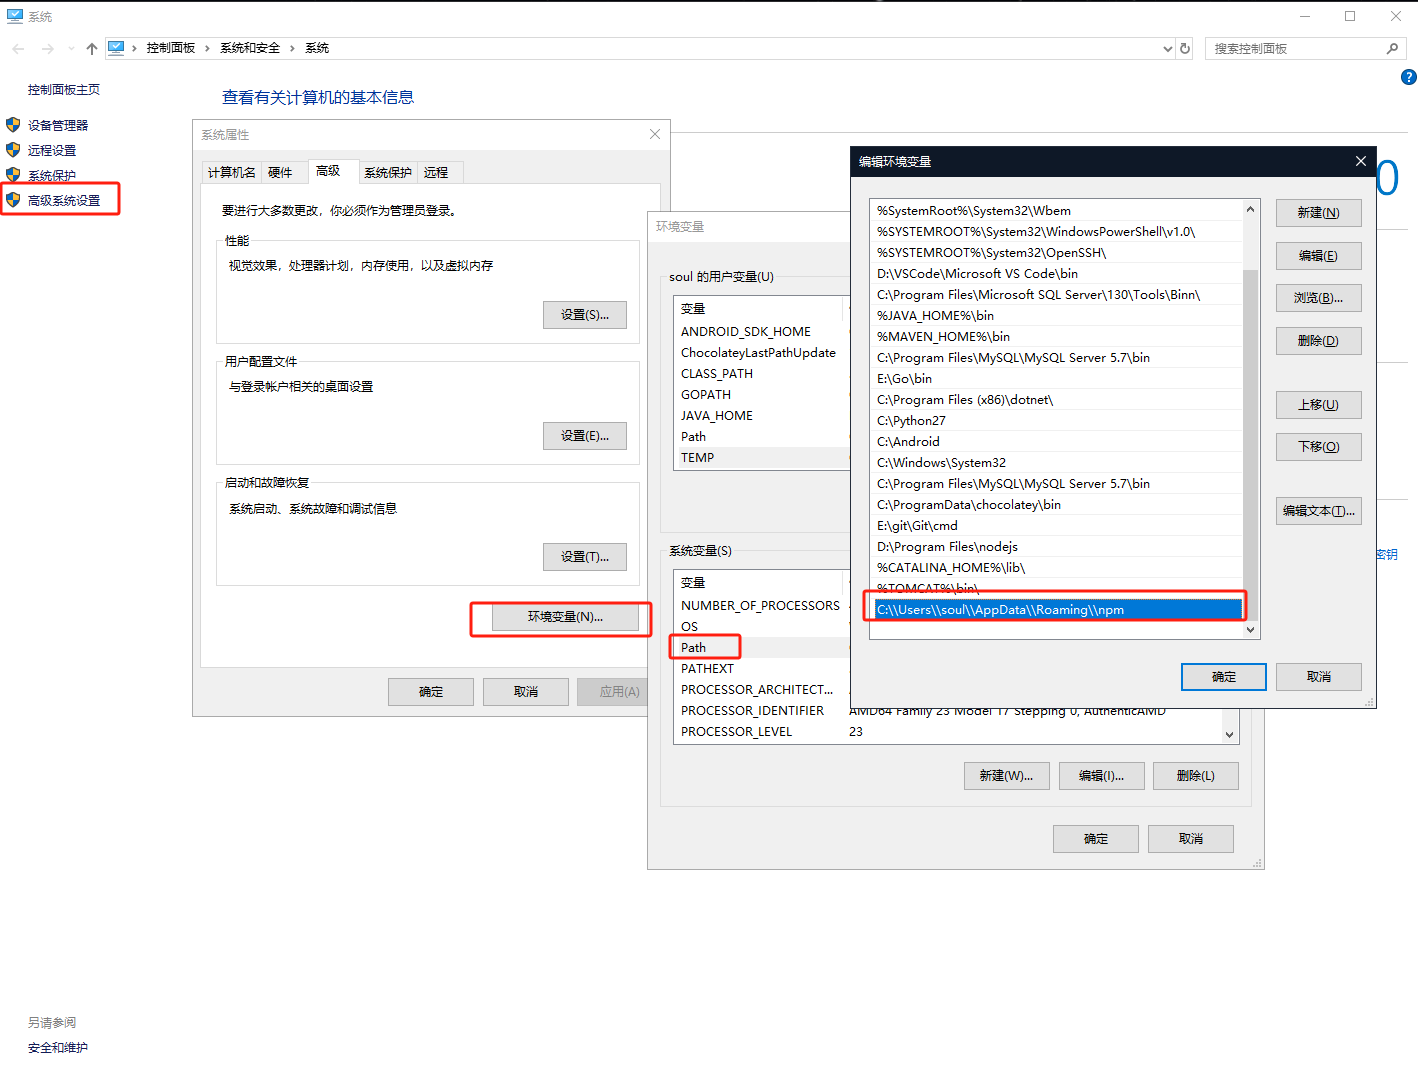 系统
控制面板 › 系统和安全 › 系统
搜索控制面板
控制面板主页
设备管理器
远程设置
系统保护
高级系统设置
查看有关计算机的基本信息
系统属性
计算机名 硬件 高级 系统保护 远程
要进行大多数更改，你必须作为管理员登录。
性能
视觉效果，处理器计划，内存使用，以及虚拟内存
设置(S)...
用户配置文件
与登录帐户相关的桌面设置
设置(E)...
启动和故障恢复
系统启动、系统故障和调试信息
设置(T)...
环境变量(N)...
确定 取消 应用(A)
环境变量
soul 的用户变量(U)
变量
ANDROID_SDK_HOME
ChocolateyLastPathUpdate
CLASS_PATH
GOPATH
JAVA_HOME
Path
TEMP
系统变量(S)
变量
NUMBER_OF_PROCESSORS
OS
Path
PATHEXT
PROCESSOR_ARCHITECT...
PROCESSOR_IDENTIFIER AMD64 Family 23 Model 17 Stepping 0, AuthenticAMD
PROCESSOR_LEVEL 23
新建(W)... 编辑(I)... 删除(L)
确定 取消
编辑环境变量
%SystemRoot%\System32\Wbem
%SYSTEMROOT%\System32\WindowsPowerShell\v1.0\
%SYSTEMROOT%\System32\OpenSSH\
D:\VSCode\Microsoft VS Code\bin
C:\Program Files\Microsoft SQL Server\130\Tools\Binn\
%JAVA_HOME%\bin
%MAVEN_HOME%\bin
C:\Program Files\MySQL\MySQL Server 5.7\bin
E:\Go\bin
C:\Program Files (x86)\dotnet\
C:\Python27
C:\Android
C:\Windows\System32
C:\Program Files\MySQL\MySQL Server 5.7\bin
C:\ProgramData\chocolatey\bin
E:\git\Git\cmd
D:\Program Files\nodejs
%CATALINA_HOME%\lib\
%TOMCAT%\bin\
C:\\Users\\soul\\AppData\\Roaming\\npm
新建(N)
编辑(E)
浏览(B)...
删除(D)
上移(U)
下移(O)
编辑文本(T)...
确定 取消
0
密钥
另请参阅
安全和维护